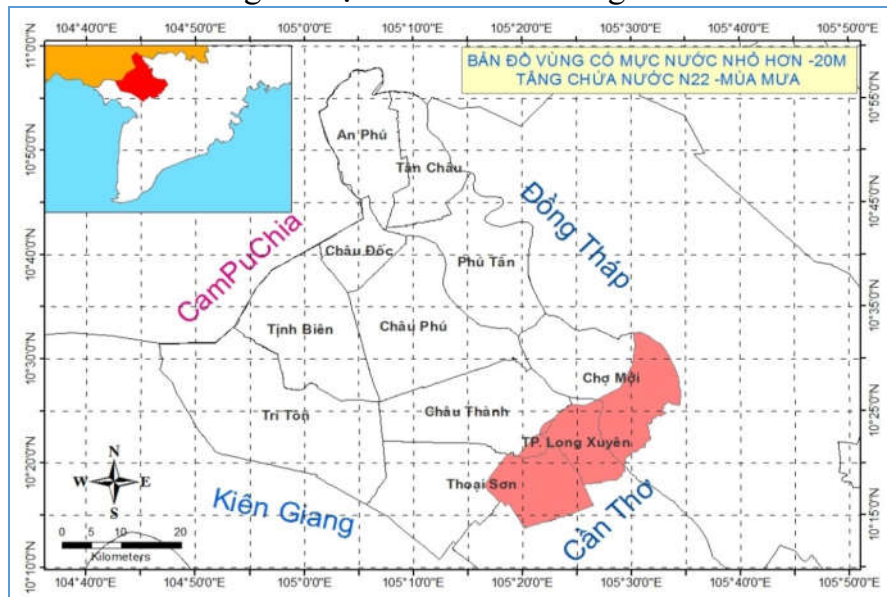 104°40'0"E 104°50'0"E 105°0'0"E 105°10'0"E 105°20'0"E 105°30'0"E 105°40'0"E 105°50'0"E
BẢN ĐỒ VÙNG CÓ MỰC NƯỚC NHỎ HƠN -20M
TẦNG CHỨA NƯỚC N22 -MÙA MƯA
11°0'0"N
10°50'0"N
10°40'0"N
10°30'0"N
10°20'0"N
10°10'0"N
10°55'0"N
10°45'0"N
10°35'0"N
10°25'0"N
10°15'0"N
An Phú
Tân Châu
Đồng Tháp
CamPuChia
Châu Đốc
Phú Tân
Tịnh Biên
Châu Phú
Chợ Mới
Tri Tôn
Châu Thành
TP. Long Xuyên
Thoại Sơn
Kiên Giang
Cần Thơ
N
W E
S
0 5 10 20
Kilometers
104°40'0"E 104°50'0"E 105°0'0"E 105°10'0"E 105°20'0"E 105°30'0"E 105°40'0"E 105°50'0"E